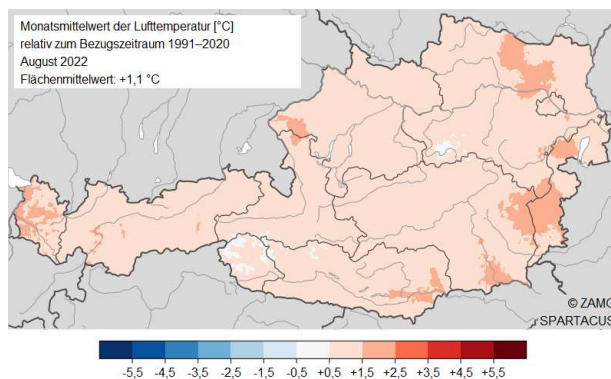 Monatsmittelwert der Lufttemperatur [°C]
relativ zum Bezugszeitraum 1991–2020
August 2022
Flächenmittelwert: +1,1 °C
© ZAMG
SPARTACUS
-5,5 -4,5 -3,5 -2,5 -1,5 -0,5 +0,5 +1,5 +2,5 +3,5 +4,5 +5,5